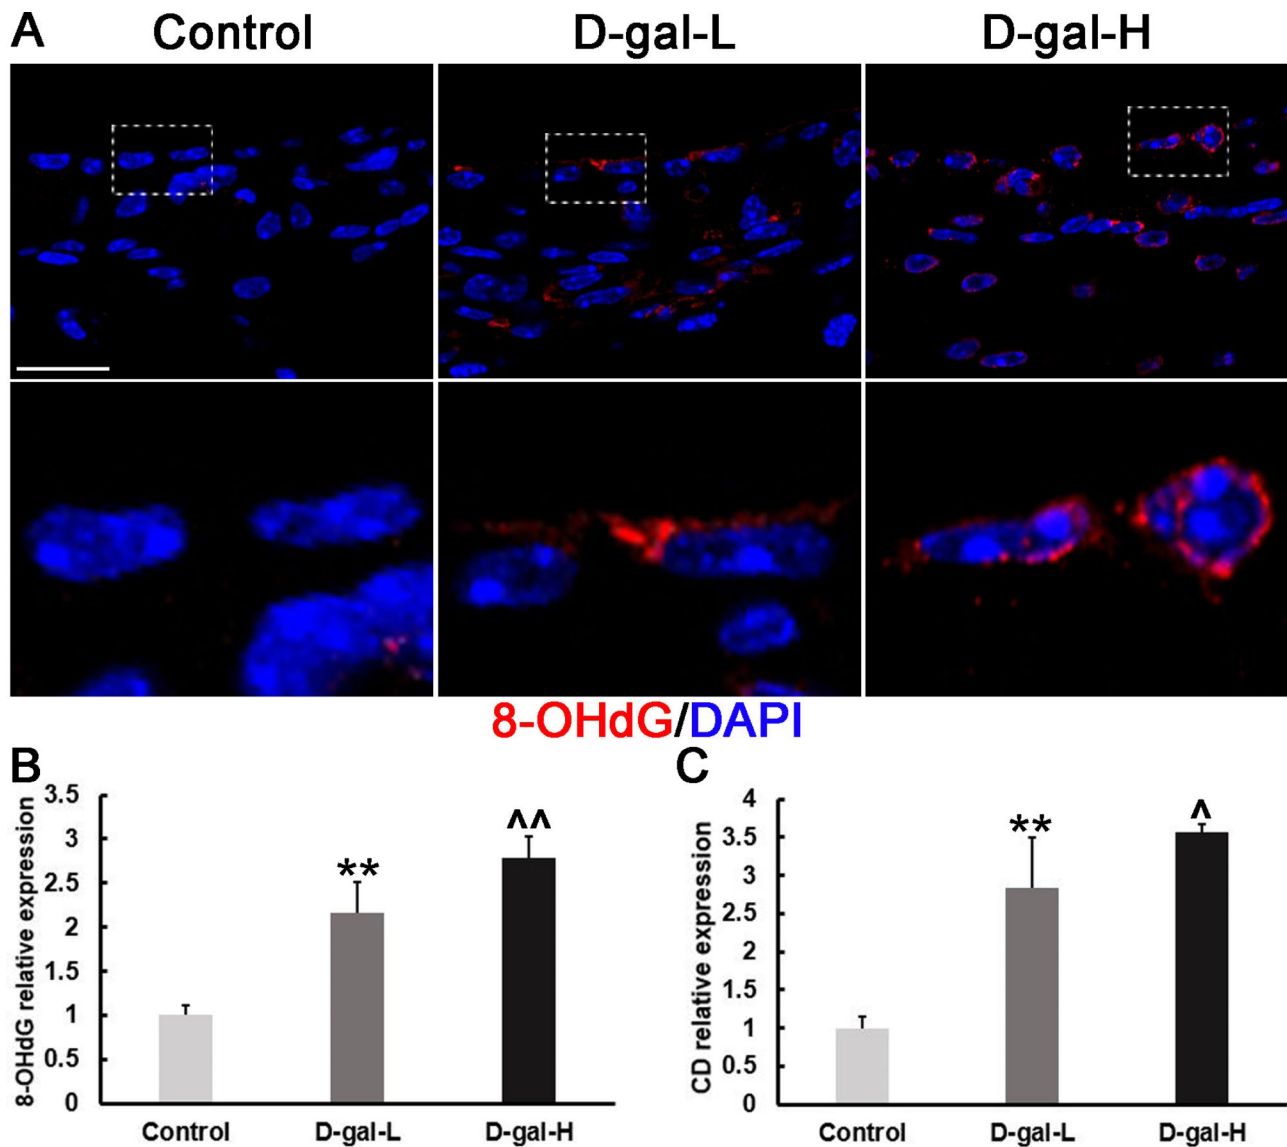 A
Control
D-gal-L
D-gal-H
8-OHdG/DAPI
B
8-OHdG relative expression
3.5
3
2.5
2
1.5
1
0.5
0
**
^^
Control
D-gal-L
D-gal-H
C
CD relative expression
4
3.5
3
2.5
2
1.5
1
0.5
0
**
^
Control
D-gal-L
D-gal-H